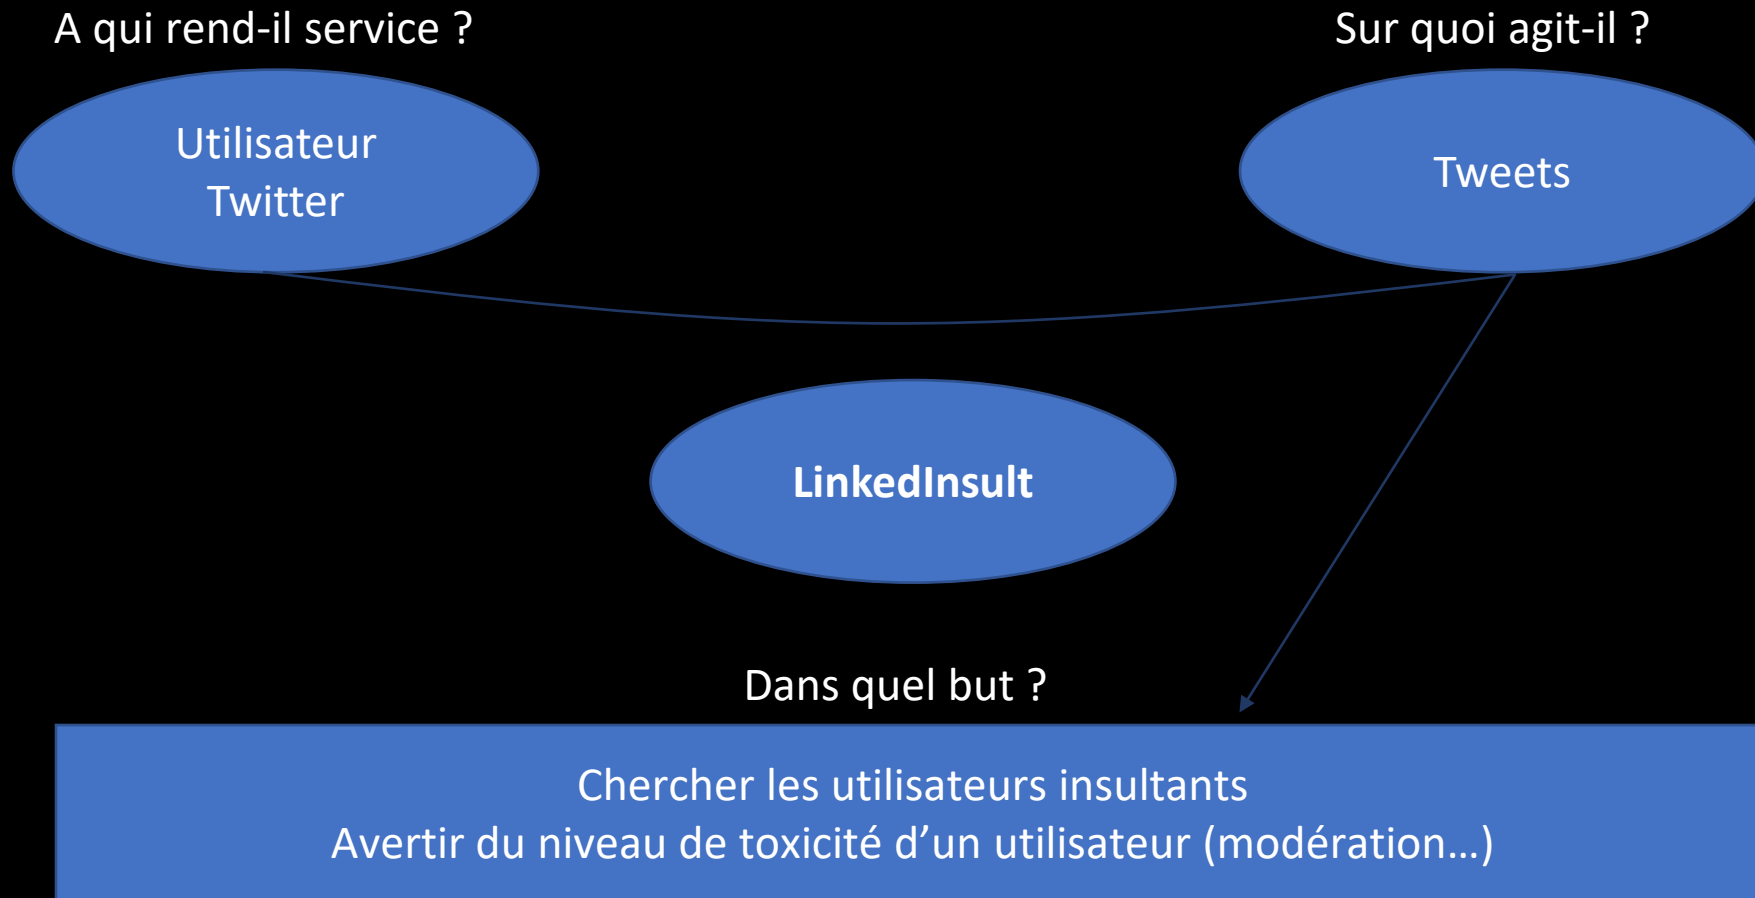 A qui rend-il service ?
Sur quoi agit-il ?
Utilisateur
Twitter
Tweets
LinkedInsult
Dans quel but ?
Chercher les utilisateurs insultants
Avertir du niveau de toxicité d’un utilisateur (modération…)